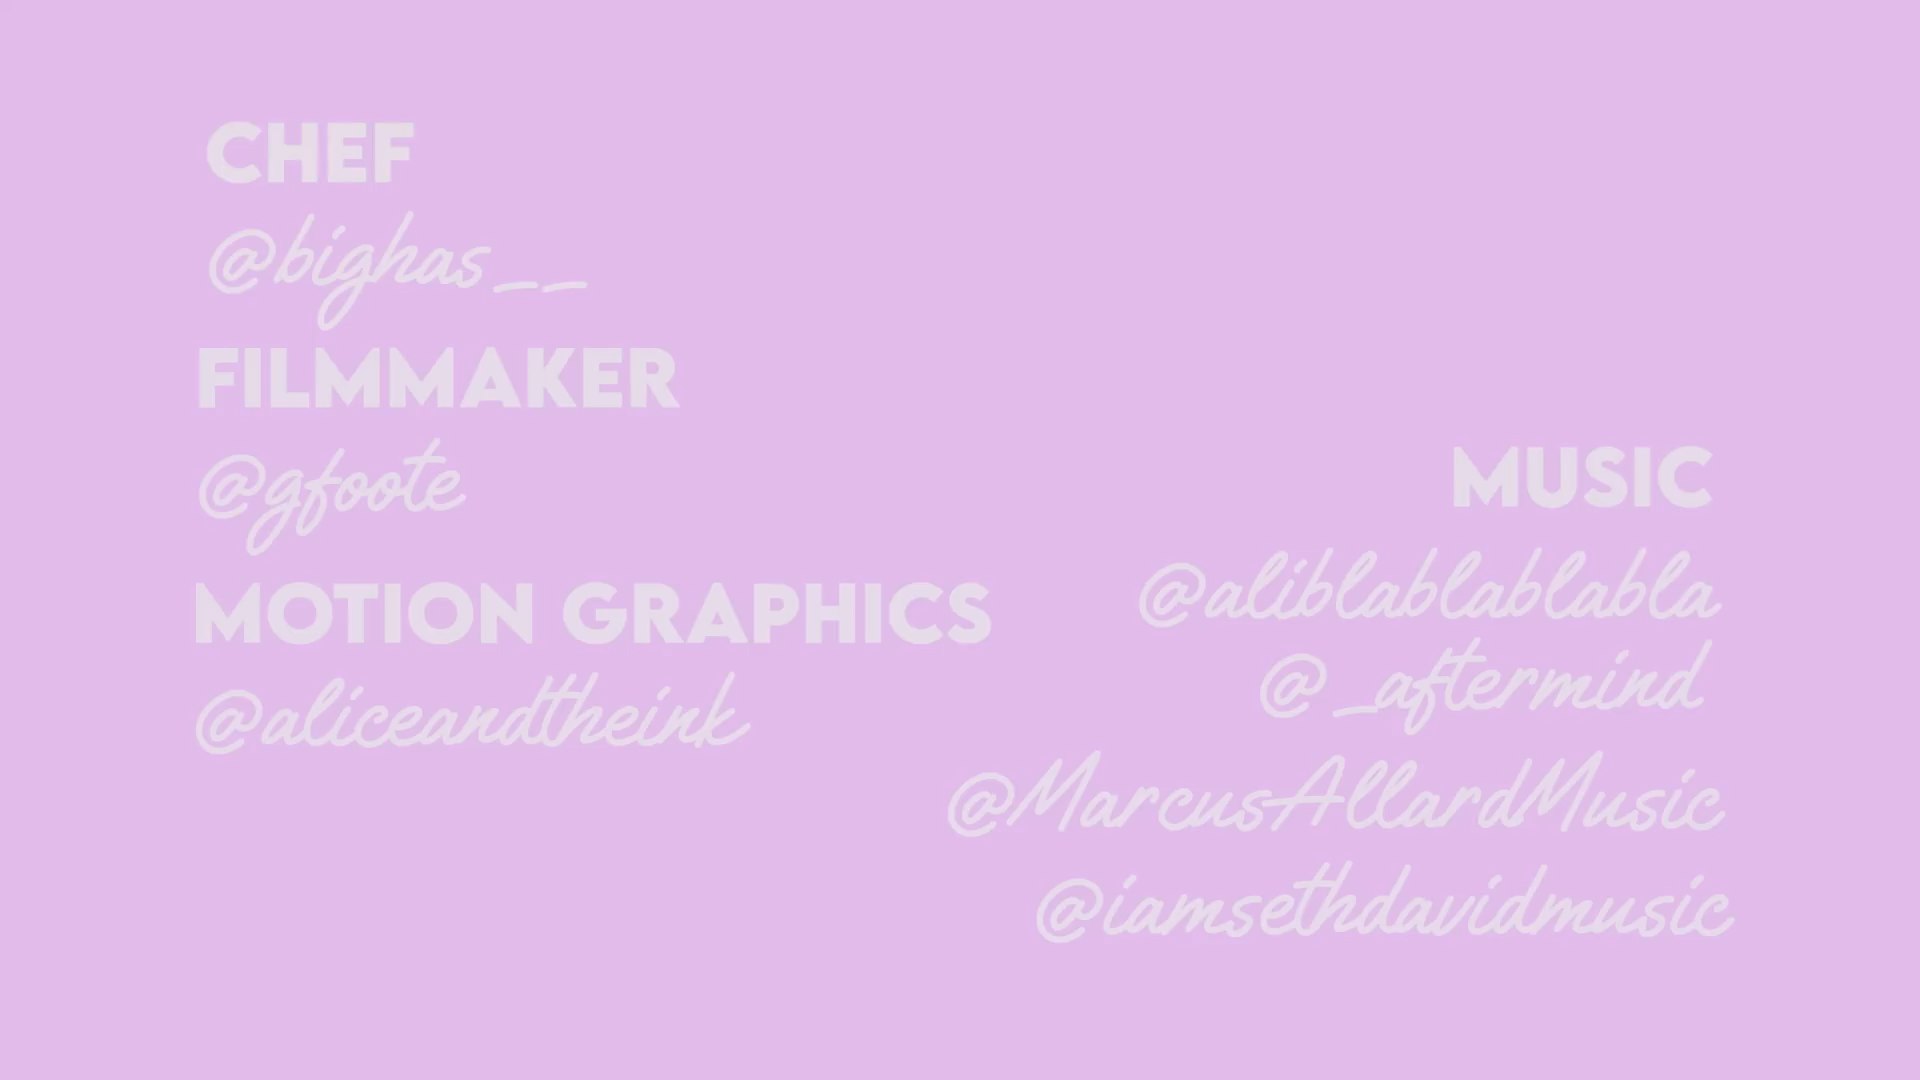 CHEF
@bighas__
FILMMAKER
@gfoote
MOTION GRAPHICS
@aliceandtheink
MUSIC
@aliblablablabla
@_aftermind
@MarcusAllardMusic
@iamsethdavidmusic